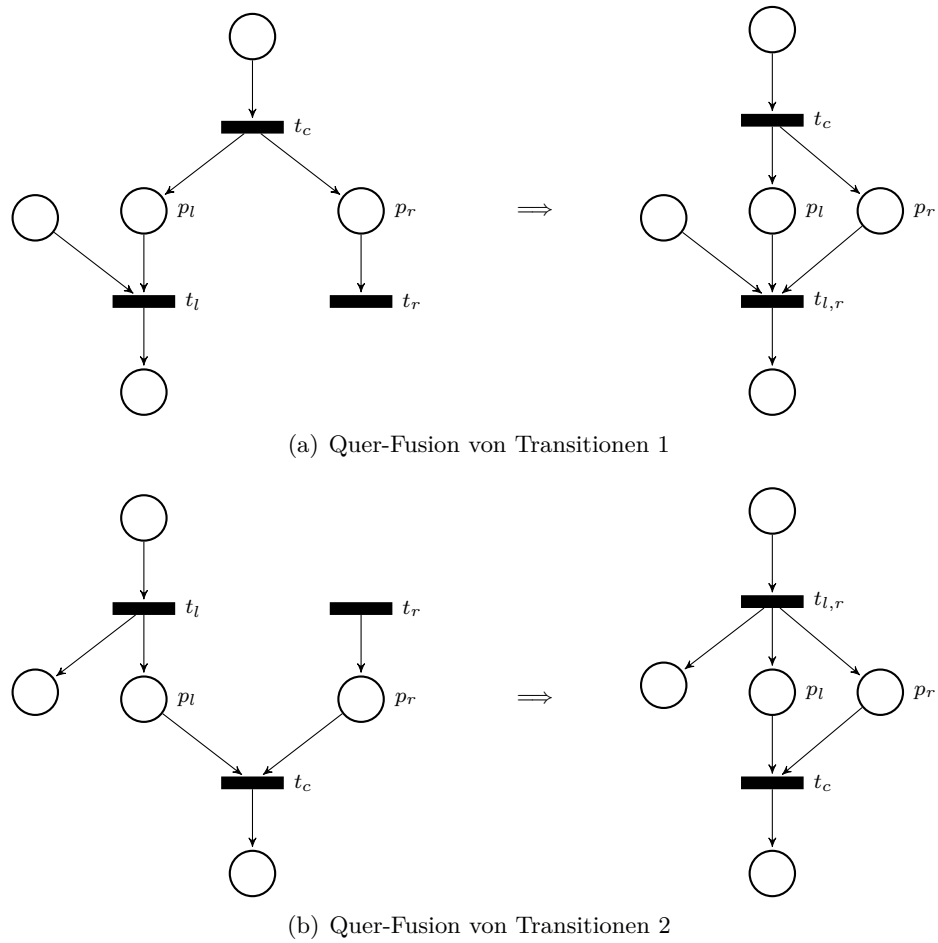 t_c
t_c
p_l
p_r
⟹
p_l
p_r
t_l
t_r
t_{l,r}
(a) Quer-Fusion von Transitionen 1
t_l
t_r
t_{l,r}
p_l
p_r
⟹
p_l
p_r
t_c
t_c
(b) Quer-Fusion von Transitionen 2